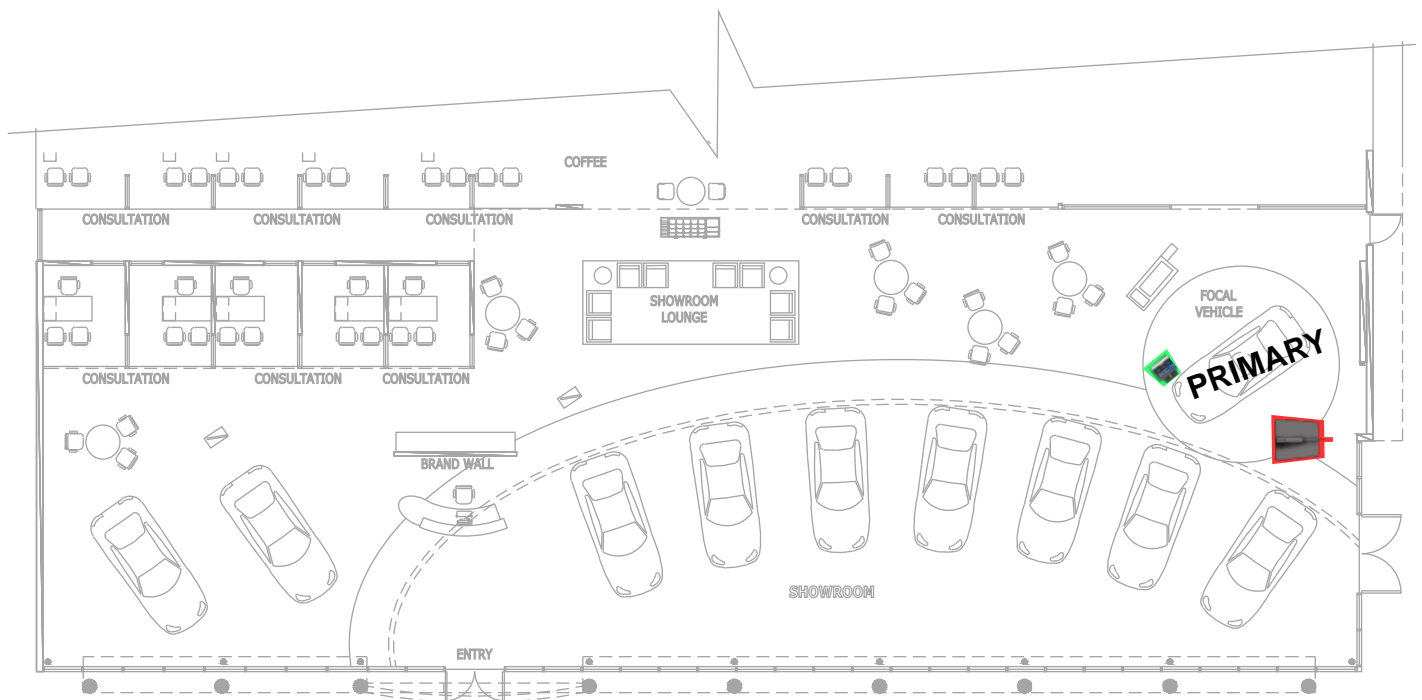 COFFEE
CONSULTATION
CONSULTATION
CONSULTATION
CONSULTATION
CONSULTATION
SHOWROOM
LOUNGE
FOCAL
VEHICLE
PRIMARY
CONSULTATION
CONSULTATION
CONSULTATION
BRAND WALL
SHOWROOM
ENTRY